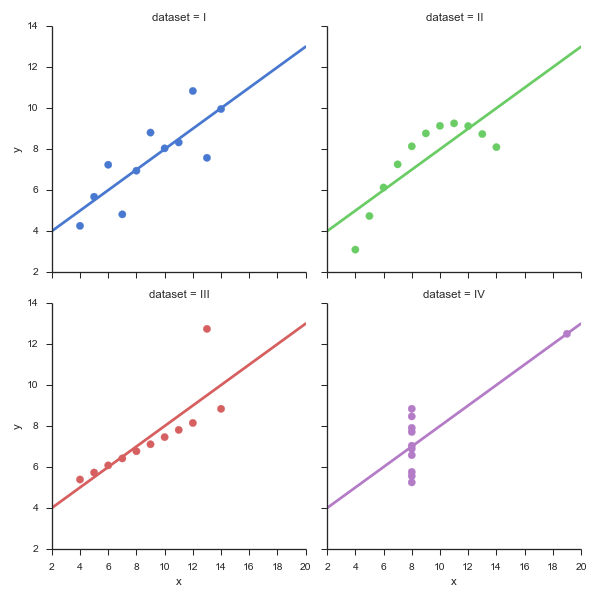 dataset = I
dataset = II
14
12
10
8
6
4
2
y
dataset = III
dataset = IV
14
12
10
8
6
4
2
y
2 4 6 8 10 12 14 16 18 20
2 4 6 8 10 12 14 16 18 20
x
x